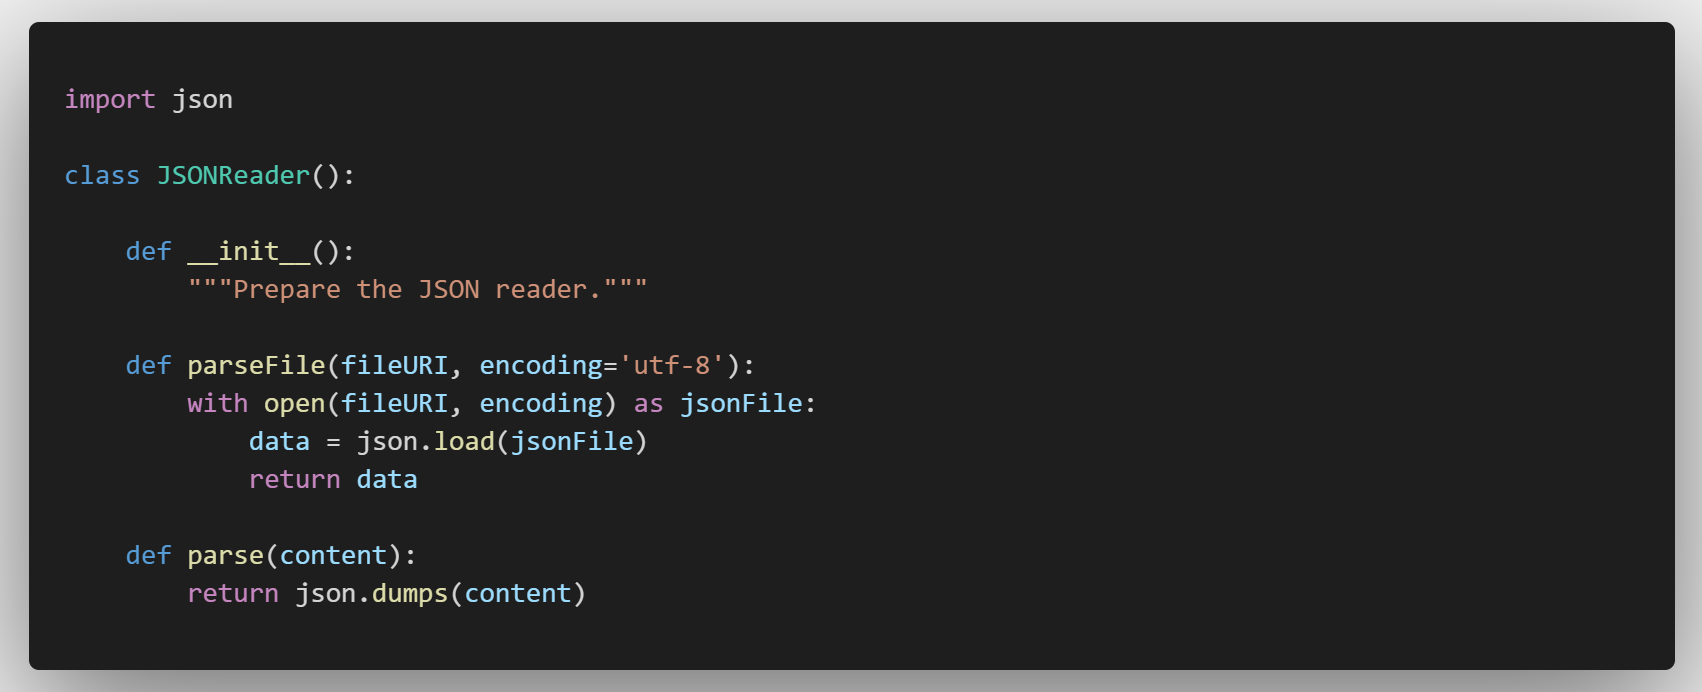 import json
class JSONReader():
    def __init__():
        """Prepare the JSON reader."""
    def parseFile(fileURI, encoding='utf-8'):
        with open(fileURI, encoding) as jsonFile:
            data = json.load(jsonFile)
            return data
    def parse(content):
        return json.dumps(content)